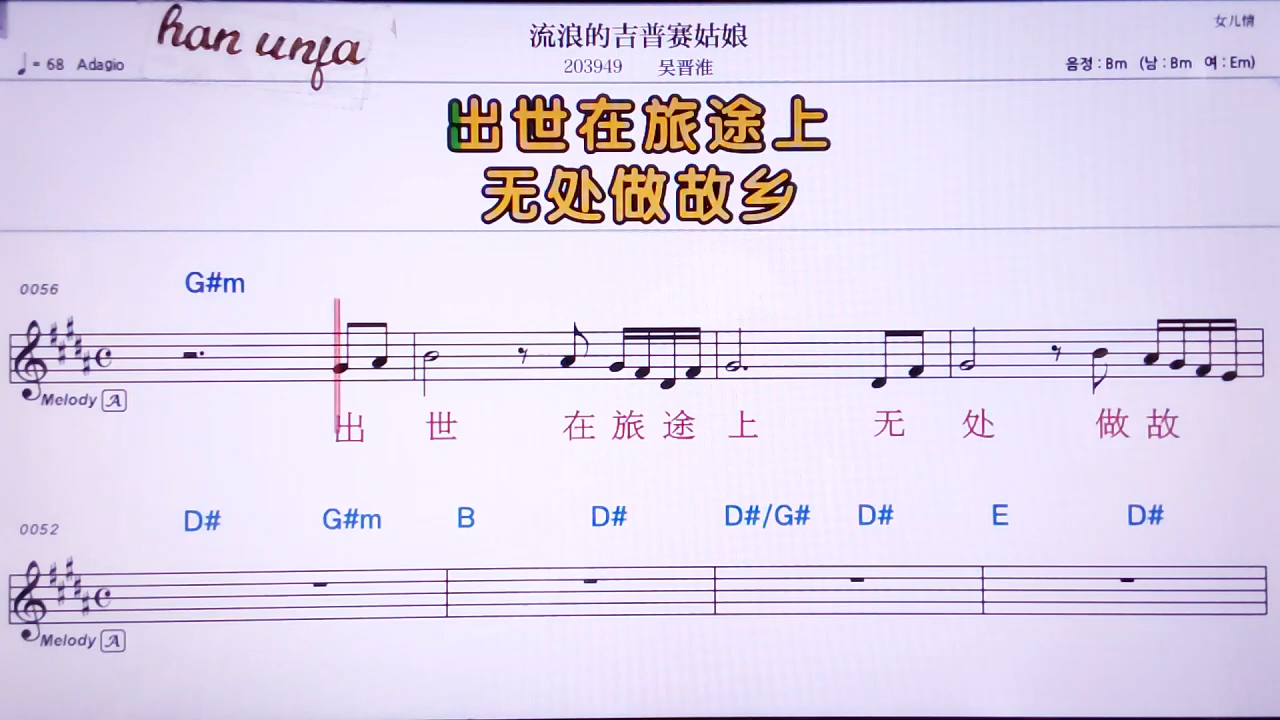 han unfa
流浪的吉普赛姑娘
女儿情
♩= 68 Adagio
203949 吴晋淮
음정 : Bm (남 : Bm 여 : Em)
出世在旅途上
无处做故乡
0056 G#m
Melody A
出 世 在 旅 途 上 无 处 做 故
0052 D# G#m B D# D#/G# D# E D#
Melody A